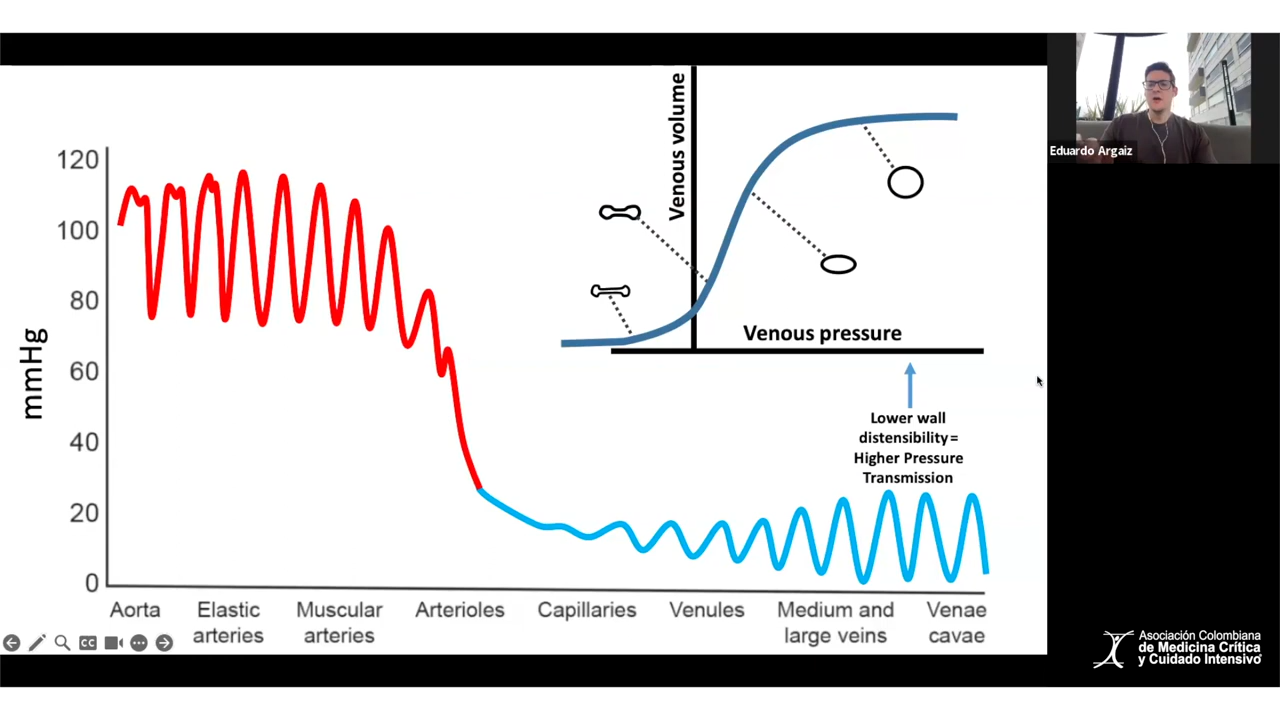 Venous volume
Eduardo Argaiz
120
100
80
60
40
20
0
mmHg
Venous pressure
Lower wall
distensibility=
Higher Pressure
Transmission
Aorta
Elastic
arteries
Muscular
arteries
Arterioles
Capillaries
Venules
Medium and
large veins
Venae
cavae
CC
Asociación Colombiana
de Medicina Crítica
y Cuidado Intensivo